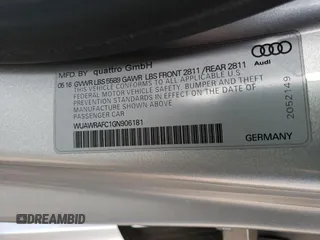 MFD. BY quattro GmbH
05 16 GVWR LBS 5689 GAWR LBS FRONT 2811 / REAR 2811
THIS VEHICLE CONFORMS TO ALL APPLICABLE U.S.
FEDERAL MOTOR VEHICLE SAFETY, BUMPER AND THEFT
PREVENTION STANDARDS IN EFFECT ON THE DATE OF
MANUFACTURE SHOWN ABOVE
PASSENGER CAR
WUAWRAFC1GN906181
Audi
2052149
GERMANY
DREAMBID